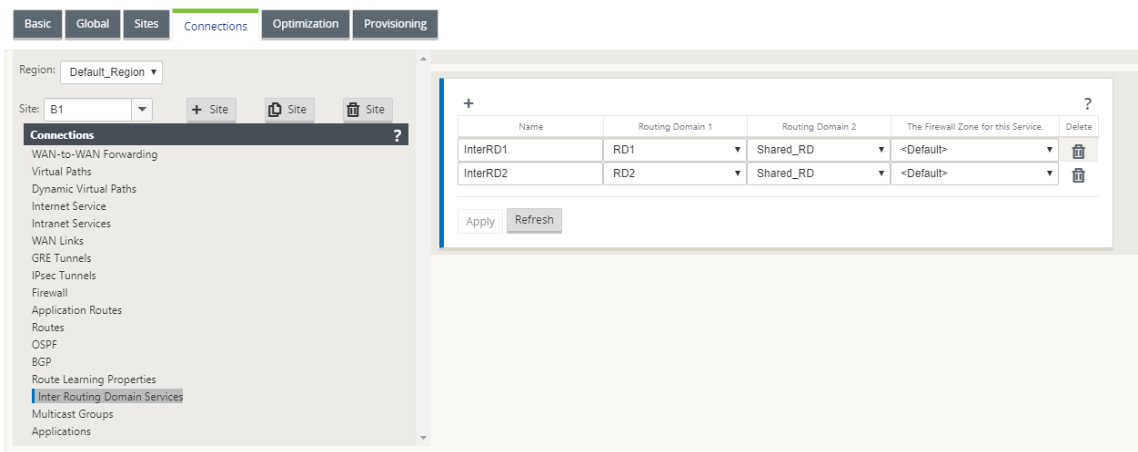 Basic Global Sites Connections Optimization Provisioning
Region: Default_Region
Site: B1 + Site Site Site
Connections ?
WAN-to-WAN Forwarding
Virtual Paths
Dynamic Virtual Paths
Internet Service
Intranet Services
WAN Links
GRE Tunnels
IPsec Tunnels
Firewall
Application Routes
Routes
OSPF
BGP
Route Learning Properties
Inter Routing Domain Services
Multicast Groups
Applications
+ ?
Name Routing Domain 1 Routing Domain 2 The Firewall Zone for this Service. Delete
InterRD1 RD1 Shared_RD <Default>
InterRD2 RD2 Shared_RD <Default>
Apply Refresh